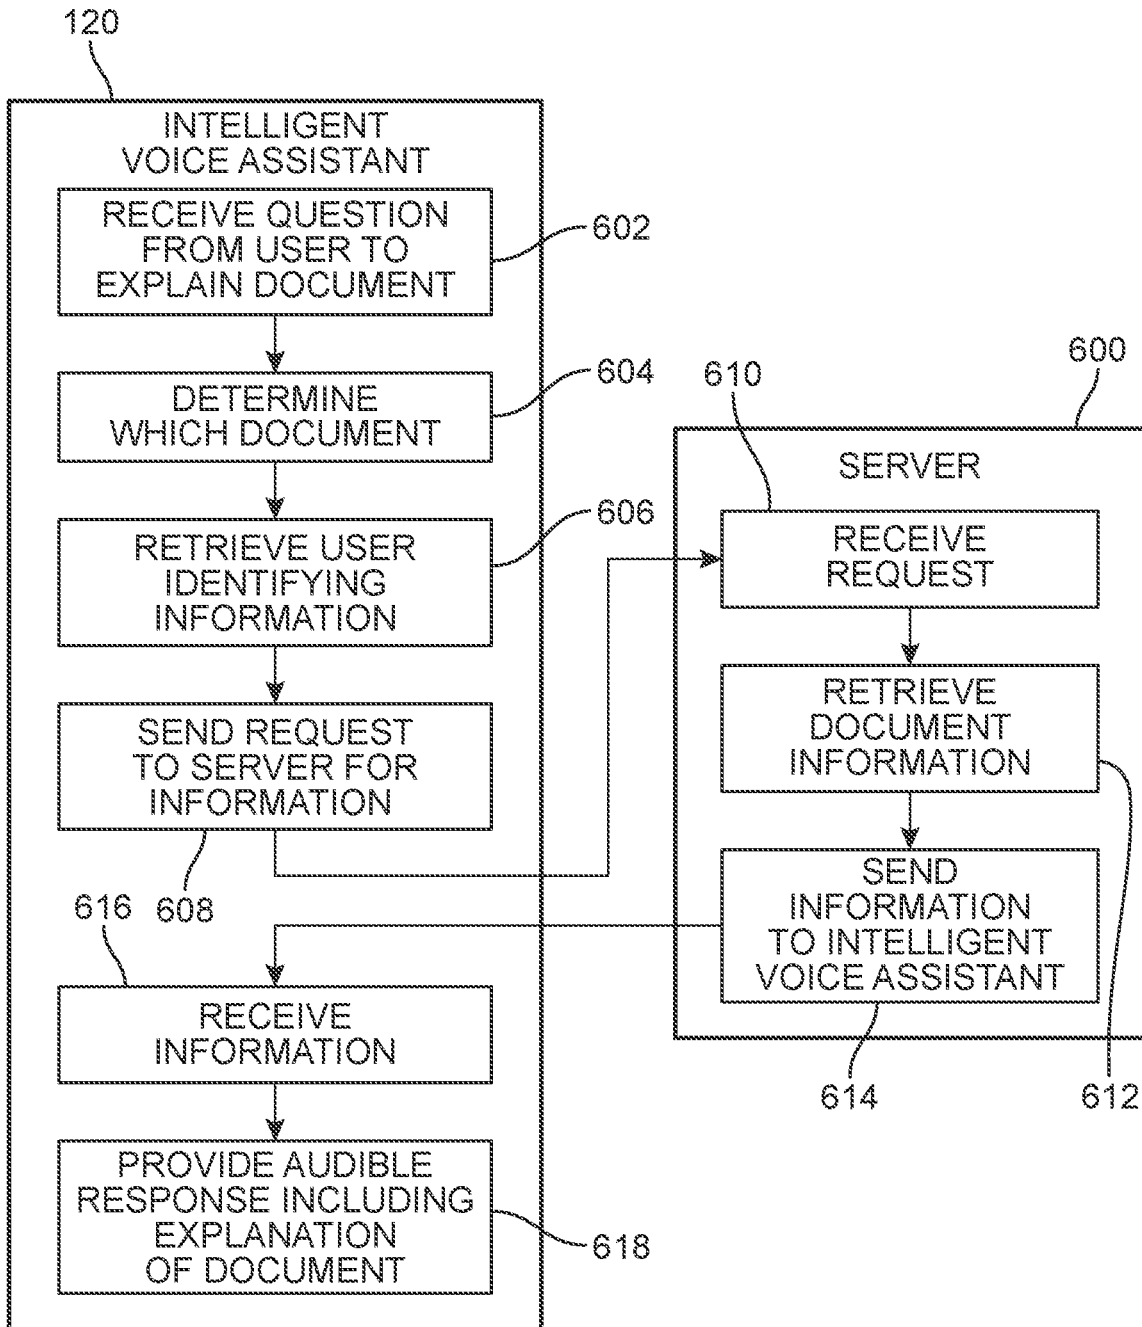 120
INTELLIGENT
VOICE ASSISTANT
RECEIVE QUESTION
FROM USER TO
EXPLAIN DOCUMENT
602
DETERMINE
WHICH DOCUMENT
604
RETRIEVE USER
IDENTIFYING
INFORMATION
606
SEND REQUEST
TO SERVER FOR
INFORMATION
608
600
SERVER
610
RECEIVE
REQUEST
RETRIEVE
DOCUMENT
INFORMATION
612
SEND
INFORMATION
TO INTELLIGENT
VOICE ASSISTANT
614
616
RECEIVE
INFORMATION
PROVIDE AUDIBLE
RESPONSE INCLUDING
EXPLANATION
OF DOCUMENT
618